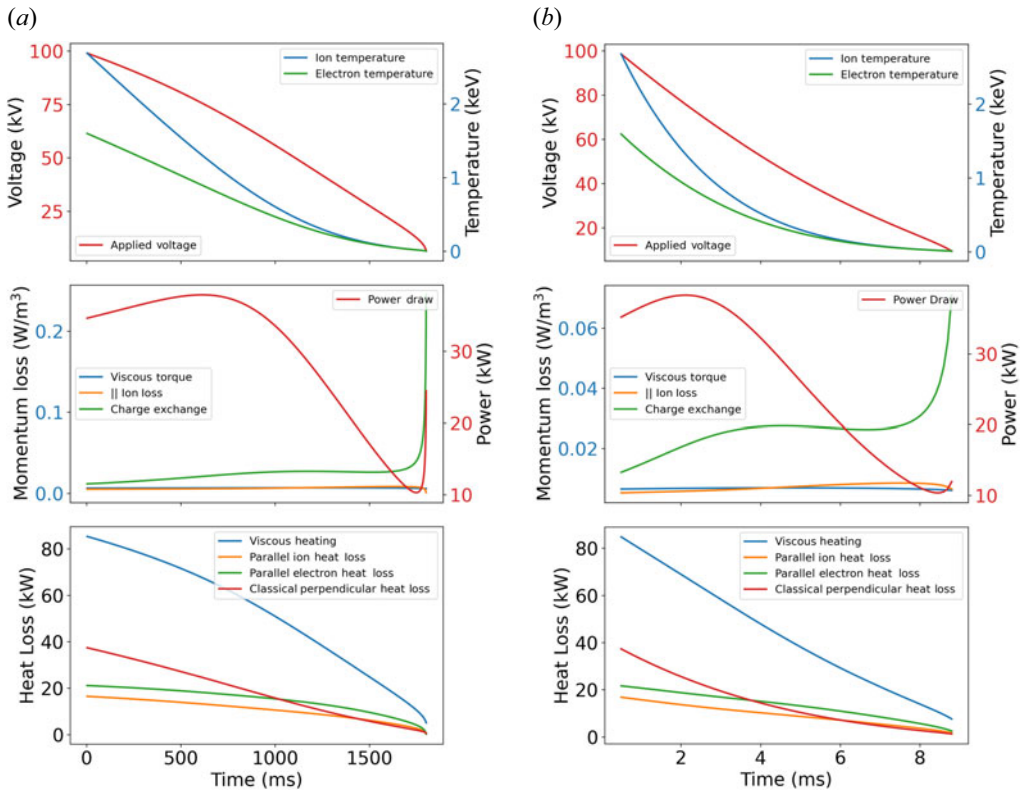 (a)
100
75
50
25
Voltage (kV)
Ion temperature
Electron temperature
Applied voltage
2
1
0
Temperature (keV)
0.2
0.1
0.0
Momentum loss (W/m³)
Power draw
Viscous torque
|| Ion loss
Charge exchange
30
20
10
Power (kW)
80
60
40
20
0
Heat Loss (kW)
Viscous heating
Parallel ion heat loss
Parallel electron heat loss
Classical perpendicular heat loss
0 500 1000 1500
Time (ms)
(b)
100
80
60
40
20
Voltage (kV)
Ion temperature
Electron temperature
Applied voltage
2
1
0
Temperature (keV)
0.06
0.04
0.02
Momentum loss (W/m³)
Power Draw
Viscous torque
|| Ion loss
Charge exchange
30
20
10
Power (kW)
80
60
40
20
0
Heat Loss (kW)
Viscous heating
Parallel ion heat loss
Parallel electron heat loss
Classical perpendicular heat loss
2 4 6 8
Time (ms)